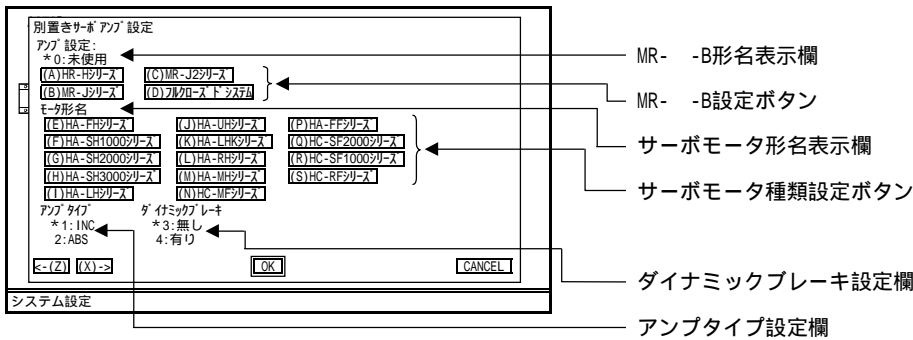 別置きサーボアンプ設定
アンプ設定:
*0:未使用
(A)HR-Hシリーズ (C)MR-J2シリーズ
(B)MR-Jシリーズ (D)フルクローズドシステム
モータ形名
(E)HA-FHシリーズ (J)HA-UHシリーズ (P)HA-FFシリーズ
(F)HA-SH1000シリーズ (K)HA-LHKシリーズ (Q)HC-SF2000シリーズ
(G)HA-SH2000シリーズ (L)HA-RHシリーズ (R)HC-SF1000シリーズ
(H)HA-SH3000シリーズ (M)HA-MHシリーズ (S)HC-RFシリーズ
(I)HA-LHシリーズ (N)HC-MFシリーズ
アンプタイプ ダイナミックブレーキ
*1:INC *3:無し
2:ABS 4:有り
<-(Z) (X)-> OK CANCEL
システム設定
MR- -B形名表示欄
MR- -B設定ボタン
サーボモータ形名表示欄
サーボモータ種類設定ボタン
ダイナミックブレーキ設定欄
アンプタイプ設定欄